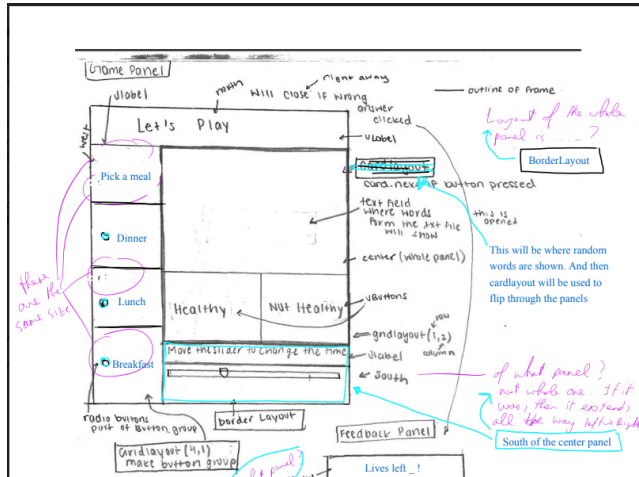 Game Panel
JLabel
north
right away
Will close if wrong
answer
clicked
outline of frame
Layout of the whole
panel is ..... ?
BorderLayout
Let's Play
JLabel
west
Pick a meal
cardlayout
card.next if button pressed
text field
where words
form the txt file
will show
this is
opened
This will be where random
words are shown. And then
cardlayout will be used to
flip through the panels
Dinner
center (whole panel)
these
are the
same size
Lunch
Healthy
Not Healthy
JButtons
gridlayout (1,2)
row
column
Move the slider to change the time
JLabel
Breakfast
South
of what panel?
not whole one. If it
was, then it extends
all the way left & Right
South of the center panel
radio buttons
part of Button group
border Layout
Gridlayout (4,1)
make button group
Feedback Panel
panel?
Lives left _ !